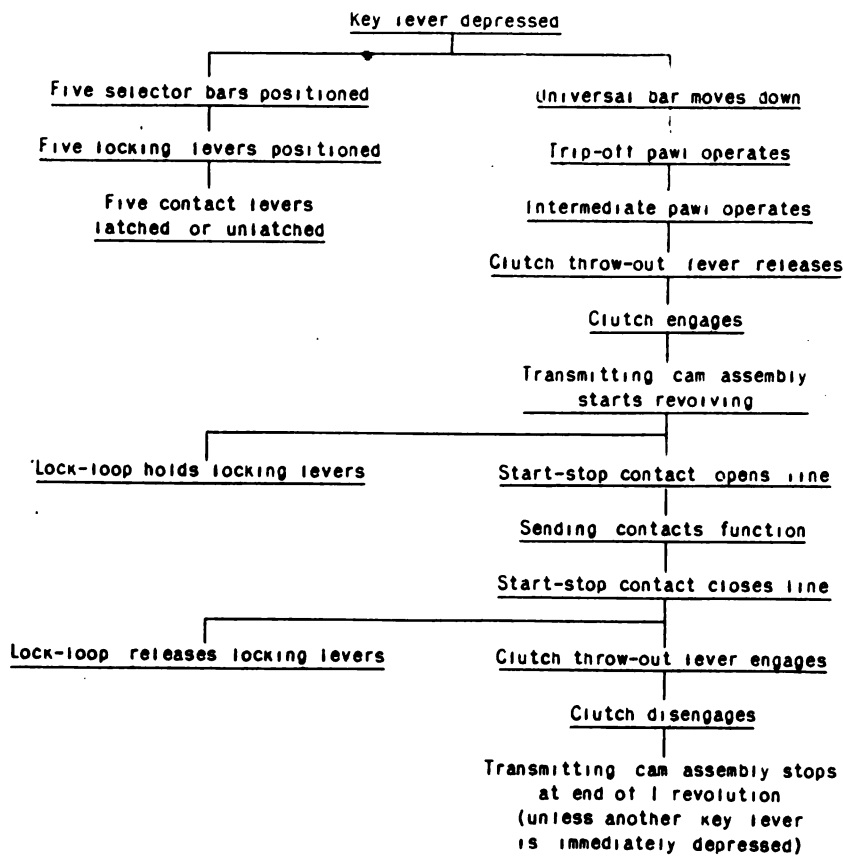 Key lever depressed
Five selector bars positioned
Universal bar moves down
Five locking levers positioned
Trip-off pawl operates
Five contact levers
latched or unlatched
Intermediate pawl operates
Clutch throw-out lever releases
Clutch engages
Transmitting cam assembly
starts revolving
Lock-loop holds locking levers
Start-stop contact opens line
Sending contacts function
Start-stop contact closes line
Lock-loop releases locking levers
Clutch throw-out lever engages
Clutch disengages
Transmitting cam assembly stops
at end of 1 revolution
(unless another key lever
is immediately depressed)